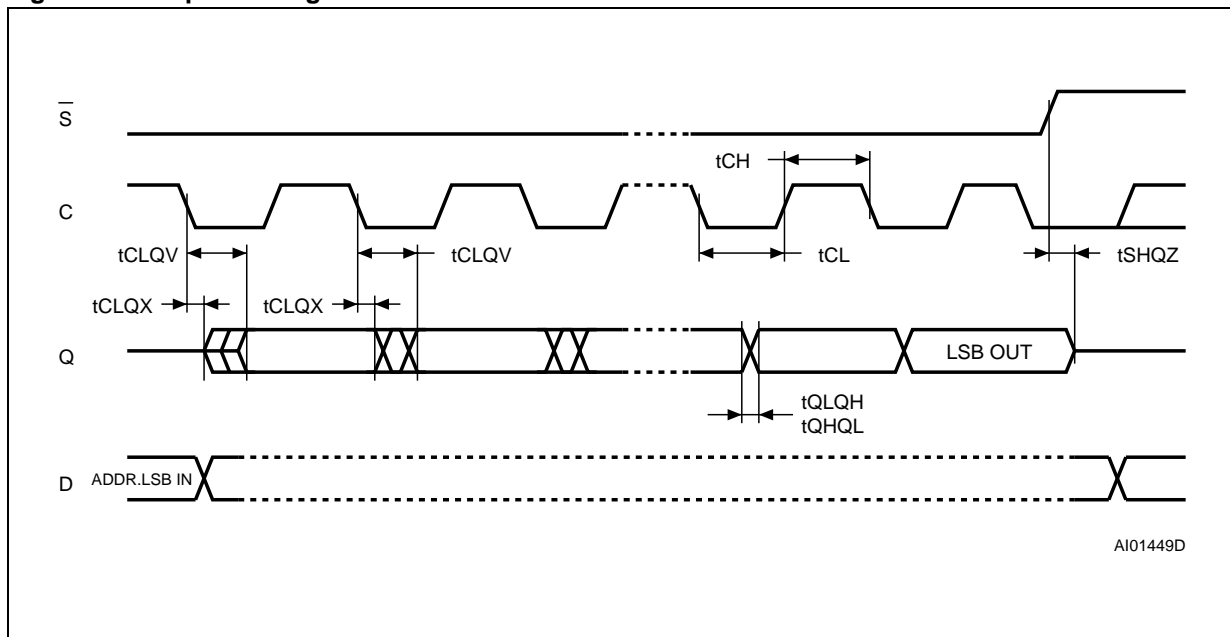 S
tCH
C
tCLQV
tCLQV
tCL
tSHQZ
tCLQX
tCLQX
Q
LSB OUT
tQLQH
tQHQL
D
ADDR.LSB IN
AI01449D